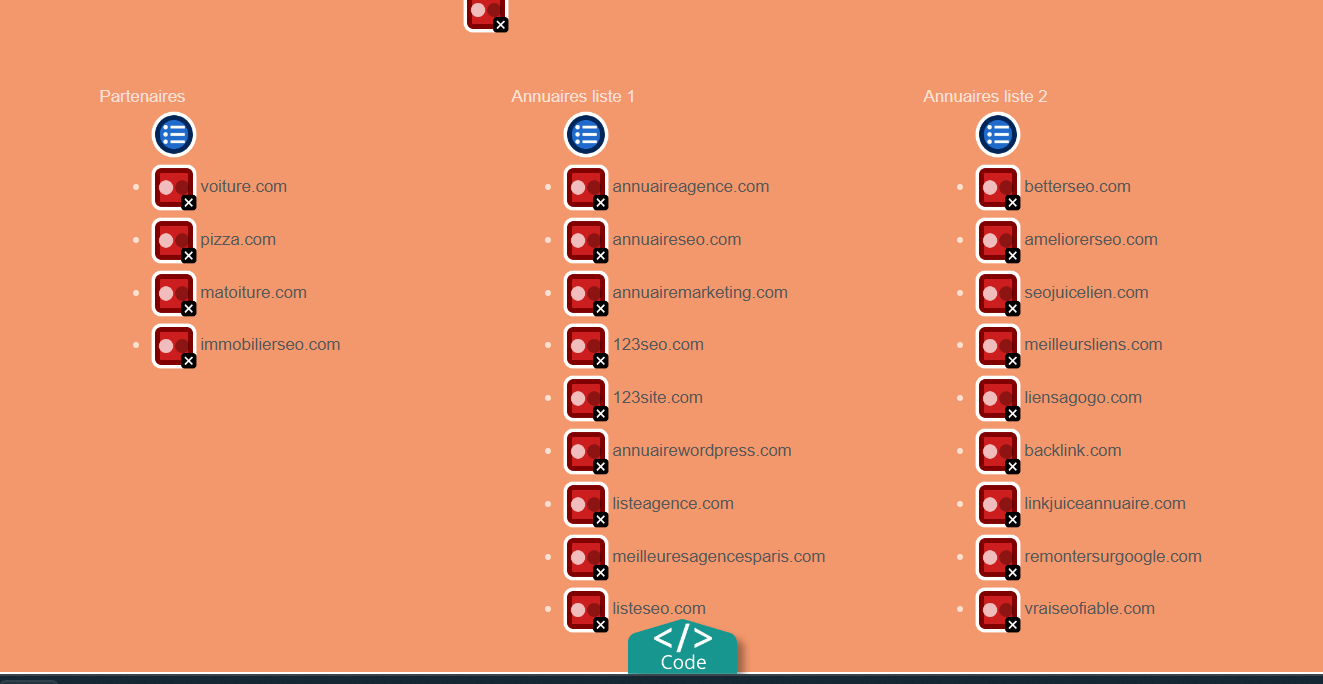 Partenaires
voiture.com
pizza.com
matoiture.com
immobilierseo.com
Annuaires liste 1
annuaireagence.com
annuaireseo.com
annuairemarketing.com
123seo.com
123site.com
annuairewordpress.com
listeagence.com
meilleuresagencesparis.com
listeseo.com
Annuaires liste 2
betterseo.com
ameliorerseo.com
seojuicelien.com
meilleursliens.com
liensagogo.com
backlink.com
linkjuiceannuaire.com
remontersurgoogle.com
vraiseofiable.com
</>
Code